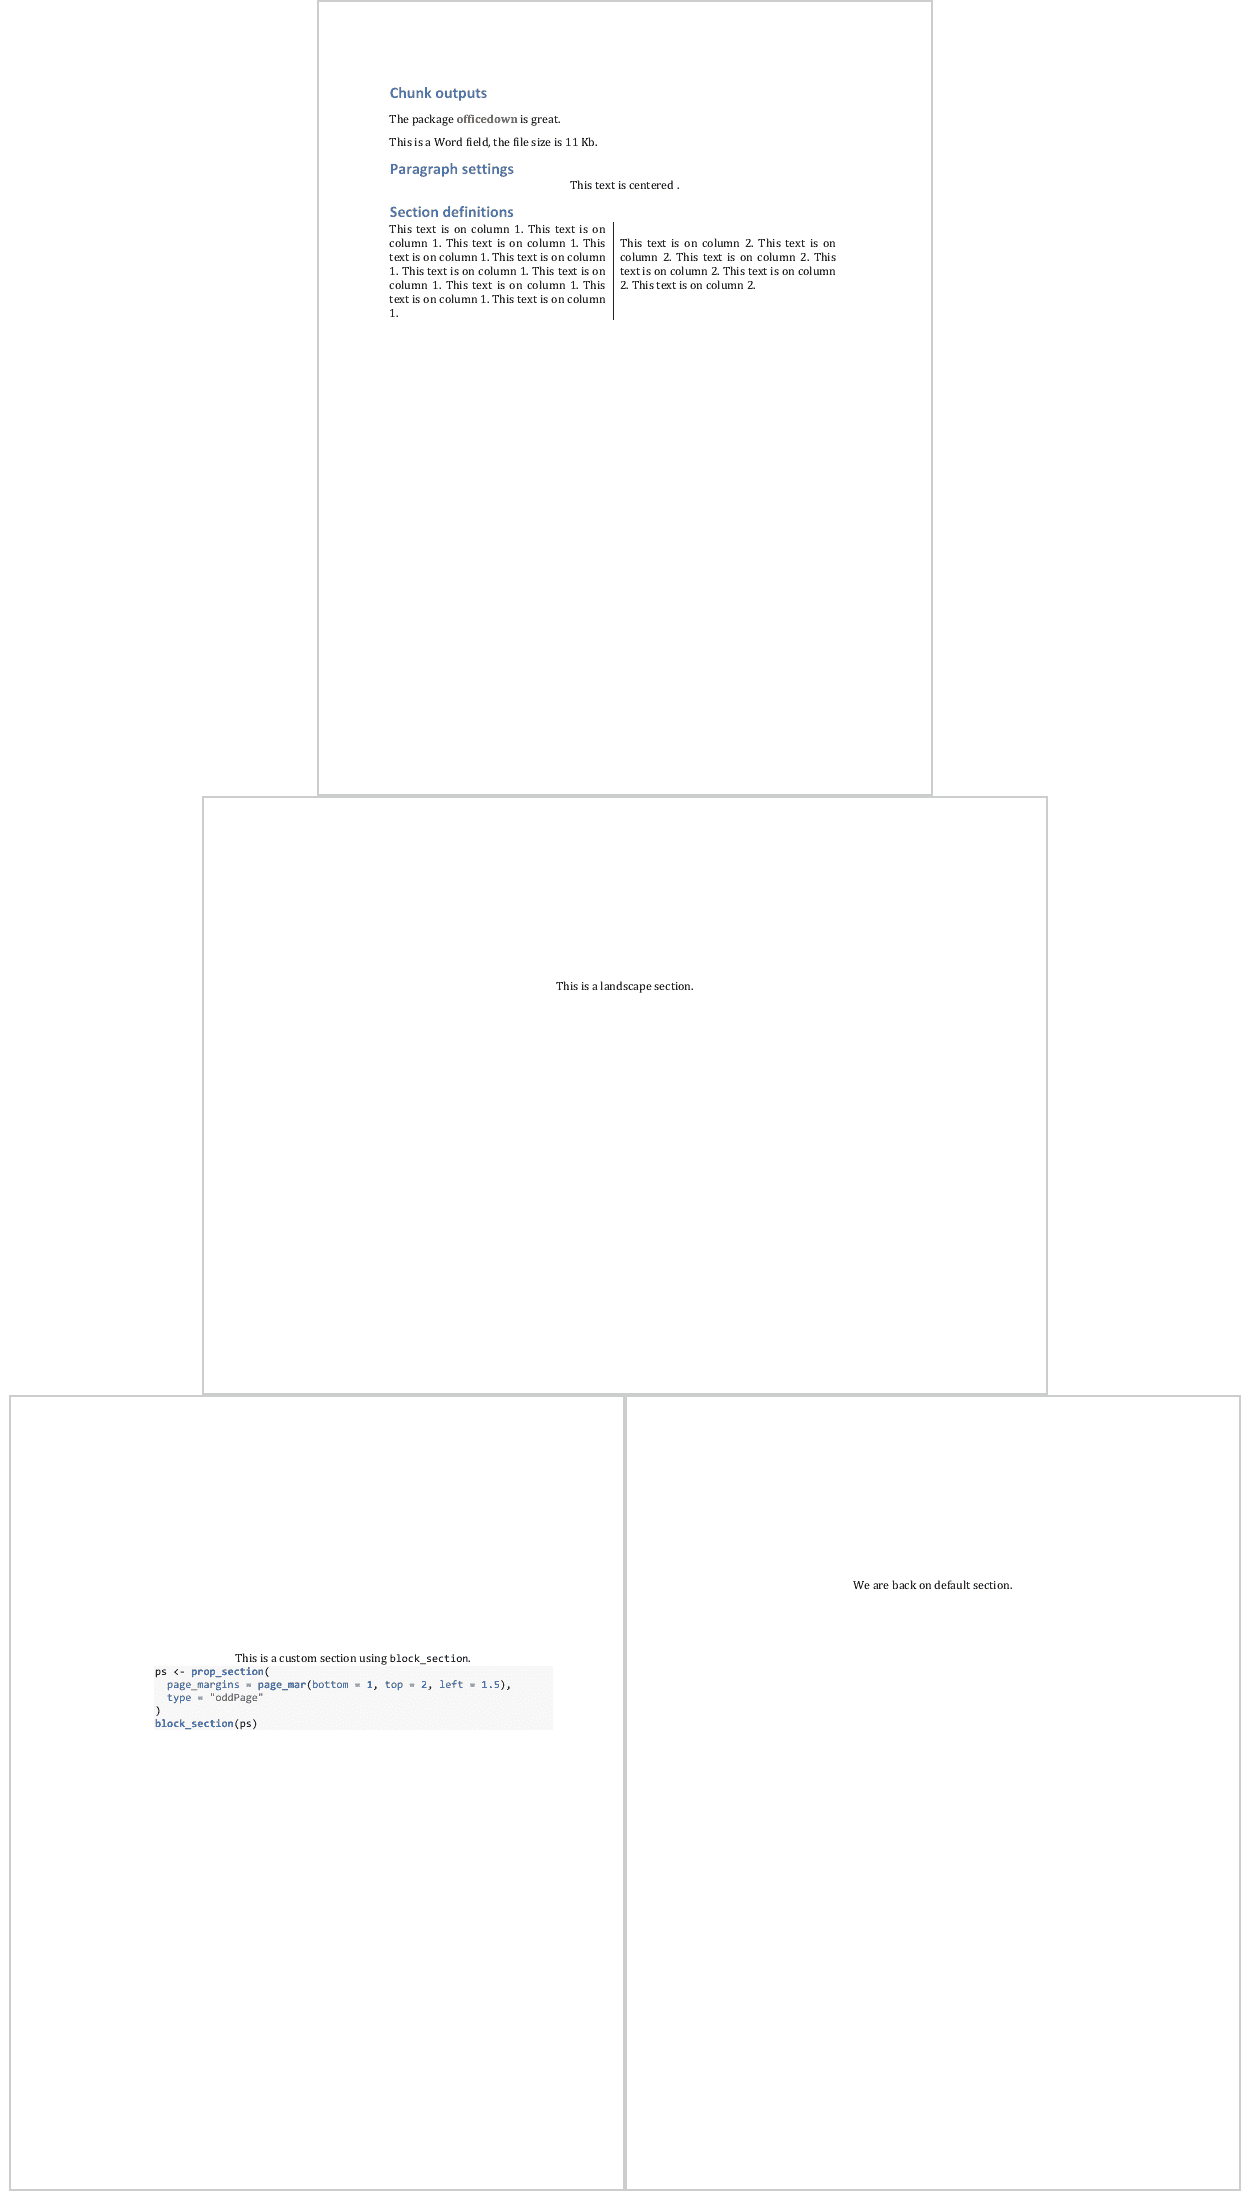 Chunk outputs
The package officedown is great.
This is a Word field, the file size is 11 Kb.
Paragraph settings
This text is centered .
Section definitions
This text is on column 1. This text is on
column 1. This text is on column 1. This
text is on column 1. This text is on column
1. This text is on column 1. This text is on
column 1. This text is on column 1. This
text is on column 1. This text is on column
1.
This text is on column 2. This text is on
column 2. This text is on column 2. This
text is on column 2. This text is on column
2. This text is on column 2.
This is a landscape section.
This is a custom section using block_section.
ps <- prop_section(
  page_margins = page_mar(bottom = 1, top = 2, left = 1.5),
  type = "oddPage"
)
block_section(ps)
We are back on default section.